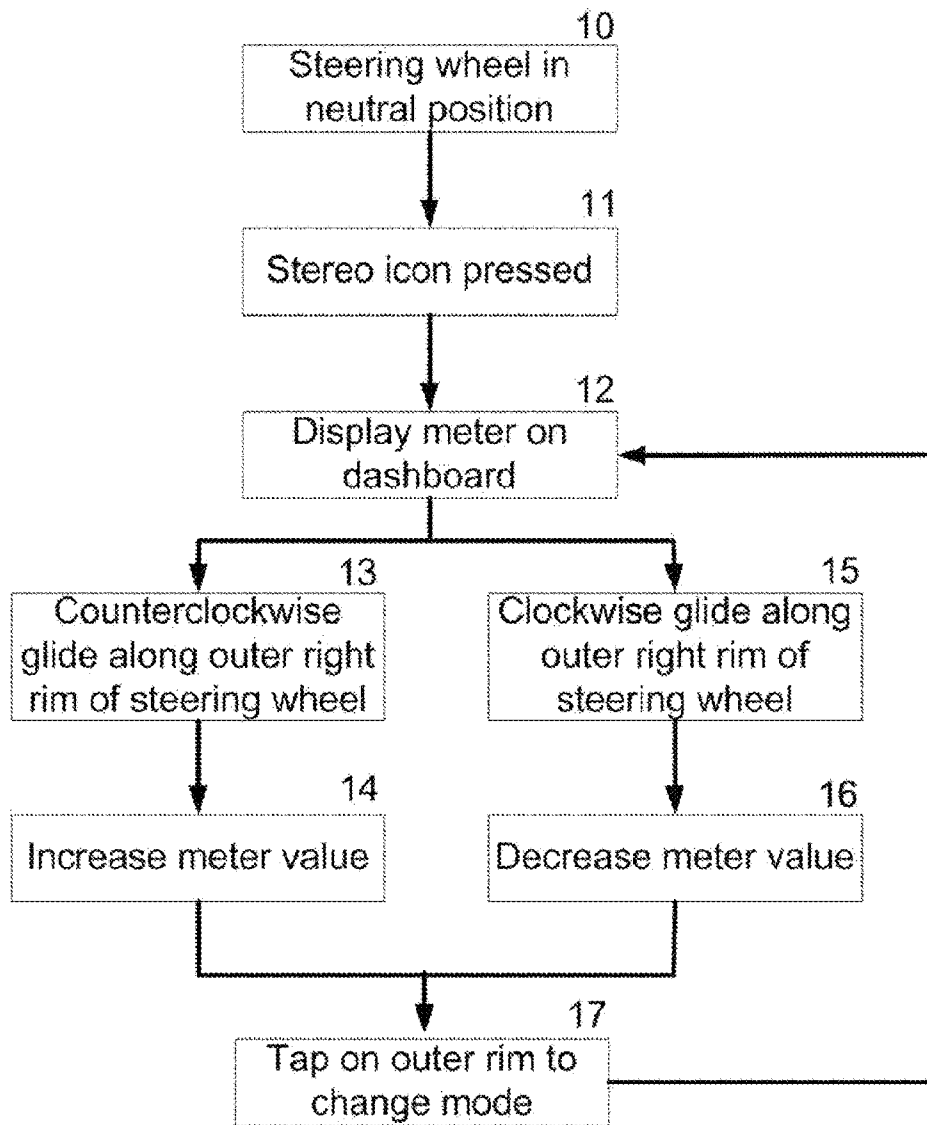 10
Steering wheel in
neutral position
11
Stereo icon pressed
12
Display meter on
dashboard
13
Counterclockwise
glide along outer right
rim of steering wheel
15
Clockwise glide along
outer right rim of
steering wheel
14
Increase meter value
16
Decrease meter value
17
Tap on outer rim to
change mode